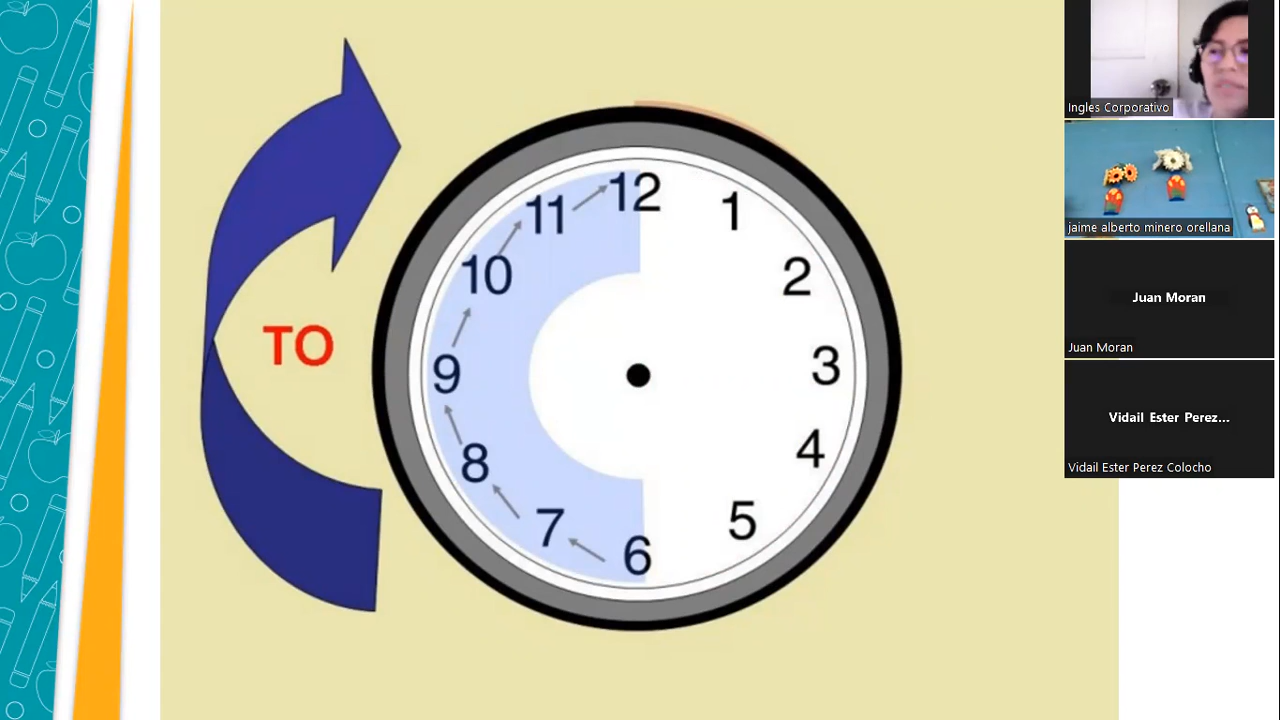 TO
12
1
2
3
4
5
6
7
8
9
10
11
Ingles Corporativo
jaime alberto minero orellana
Juan Moran
Juan Moran
Vidail Ester Perez...
Vidail Ester Perez Colocho